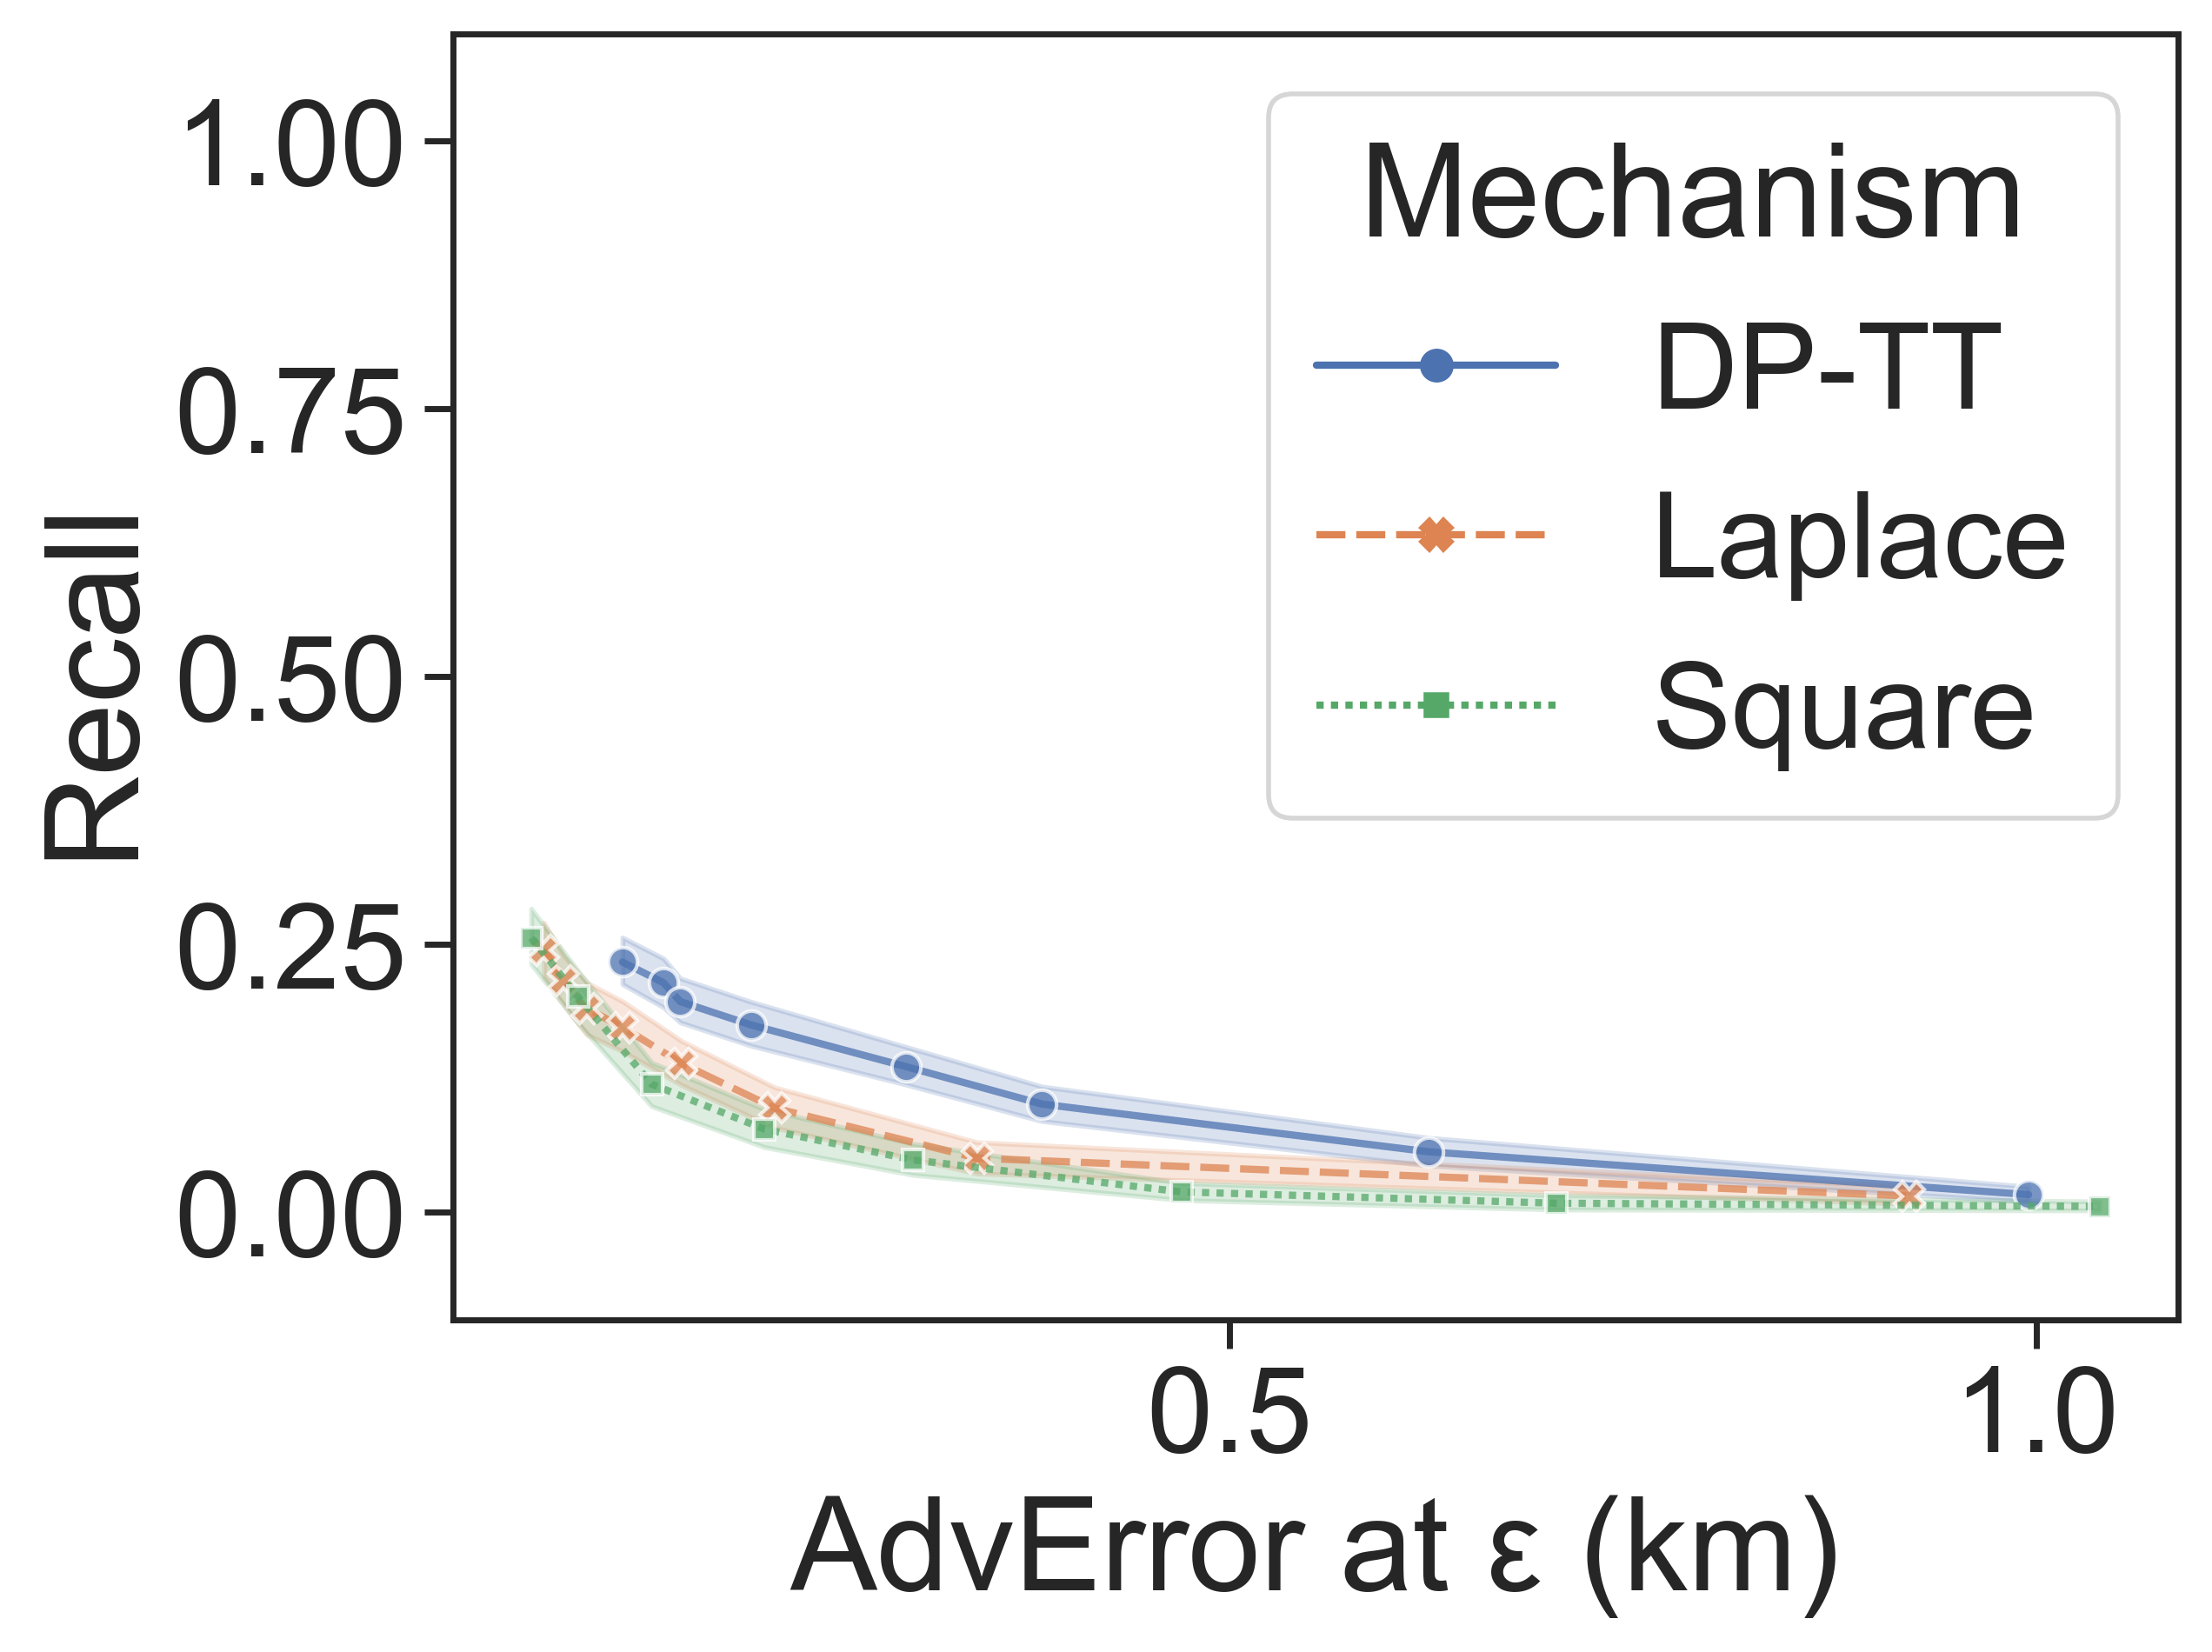 1.00
0.75
0.50
0.25
0.00
Recall
Mechanism
DP-TT
Laplace
Square
0.5
1.0
AdvError at ε (km)